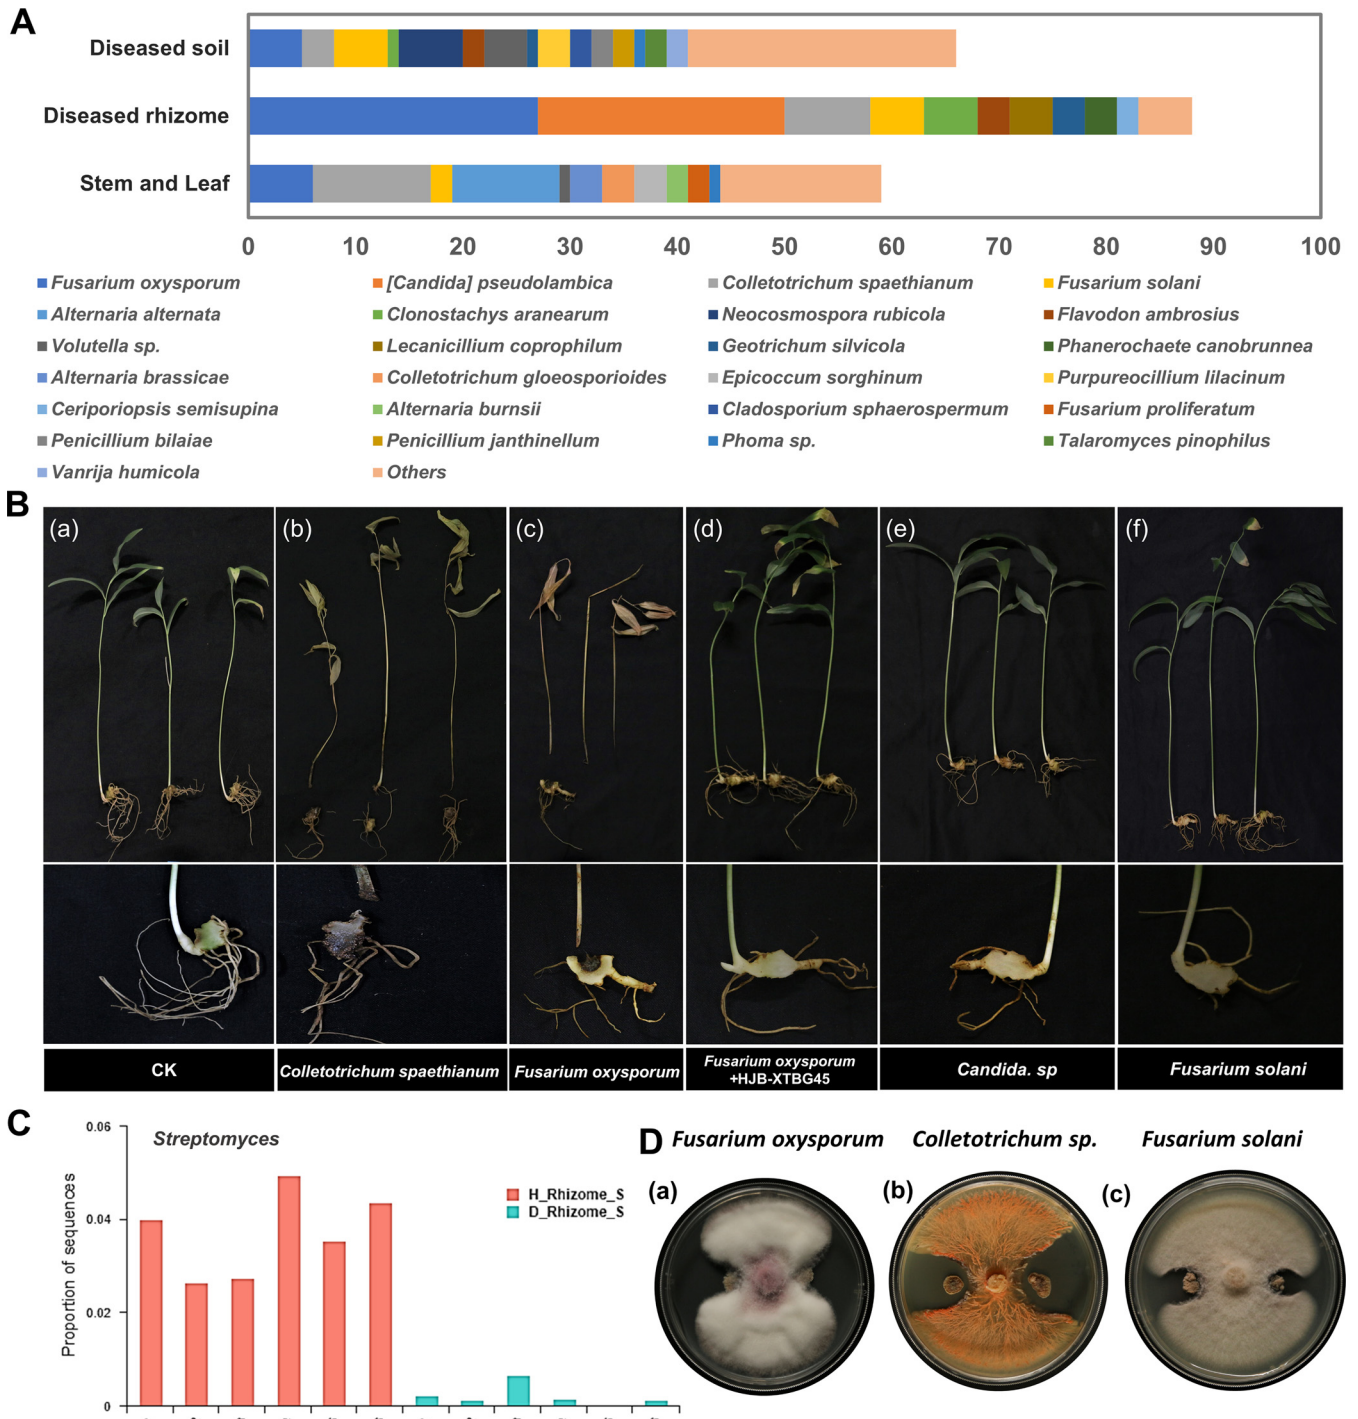 A
Diseased soil
Diseased rhizome
Stem and Leaf
0 10 20 30 40 50 60 70 80 90 100
Fusarium oxysporum [Candida] pseudolambica Colletotrichum spaethianum Fusarium solani
Alternaria alternata Clonostachys aranearum Neocosmospora rubicola Flavodon ambrosius
Volutella sp. Lecanicillium coprophilum Geotrichum silvicola Phanerochaete canobrunnea
Alternaria brassicae Colletotrichum gloeosporioides Epicoccum sorghinum Purpureocillium lilacinum
Ceriporiopsis semisupina Alternaria burnsii Cladosporium sphaerospermum Fusarium proliferatum
Penicillium bilaiae Penicillium janthinellum Phoma sp. Talaromyces pinophilus
Vanrija humicola Others
B
(a) (b) (c) (d) (e) (f)
CK Colletotrichum spaethianum Fusarium oxysporum Fusarium oxysporum Candida. sp Fusarium solani
+HJB-XTBG45
C
Streptomyces
Proportion of sequences
0.06
0.04
0.02
0
H_Rhizome_S
D_Rhizome_S
D Fusarium oxysporum Colletotrichum sp. Fusarium solani
(a) (b) (c)